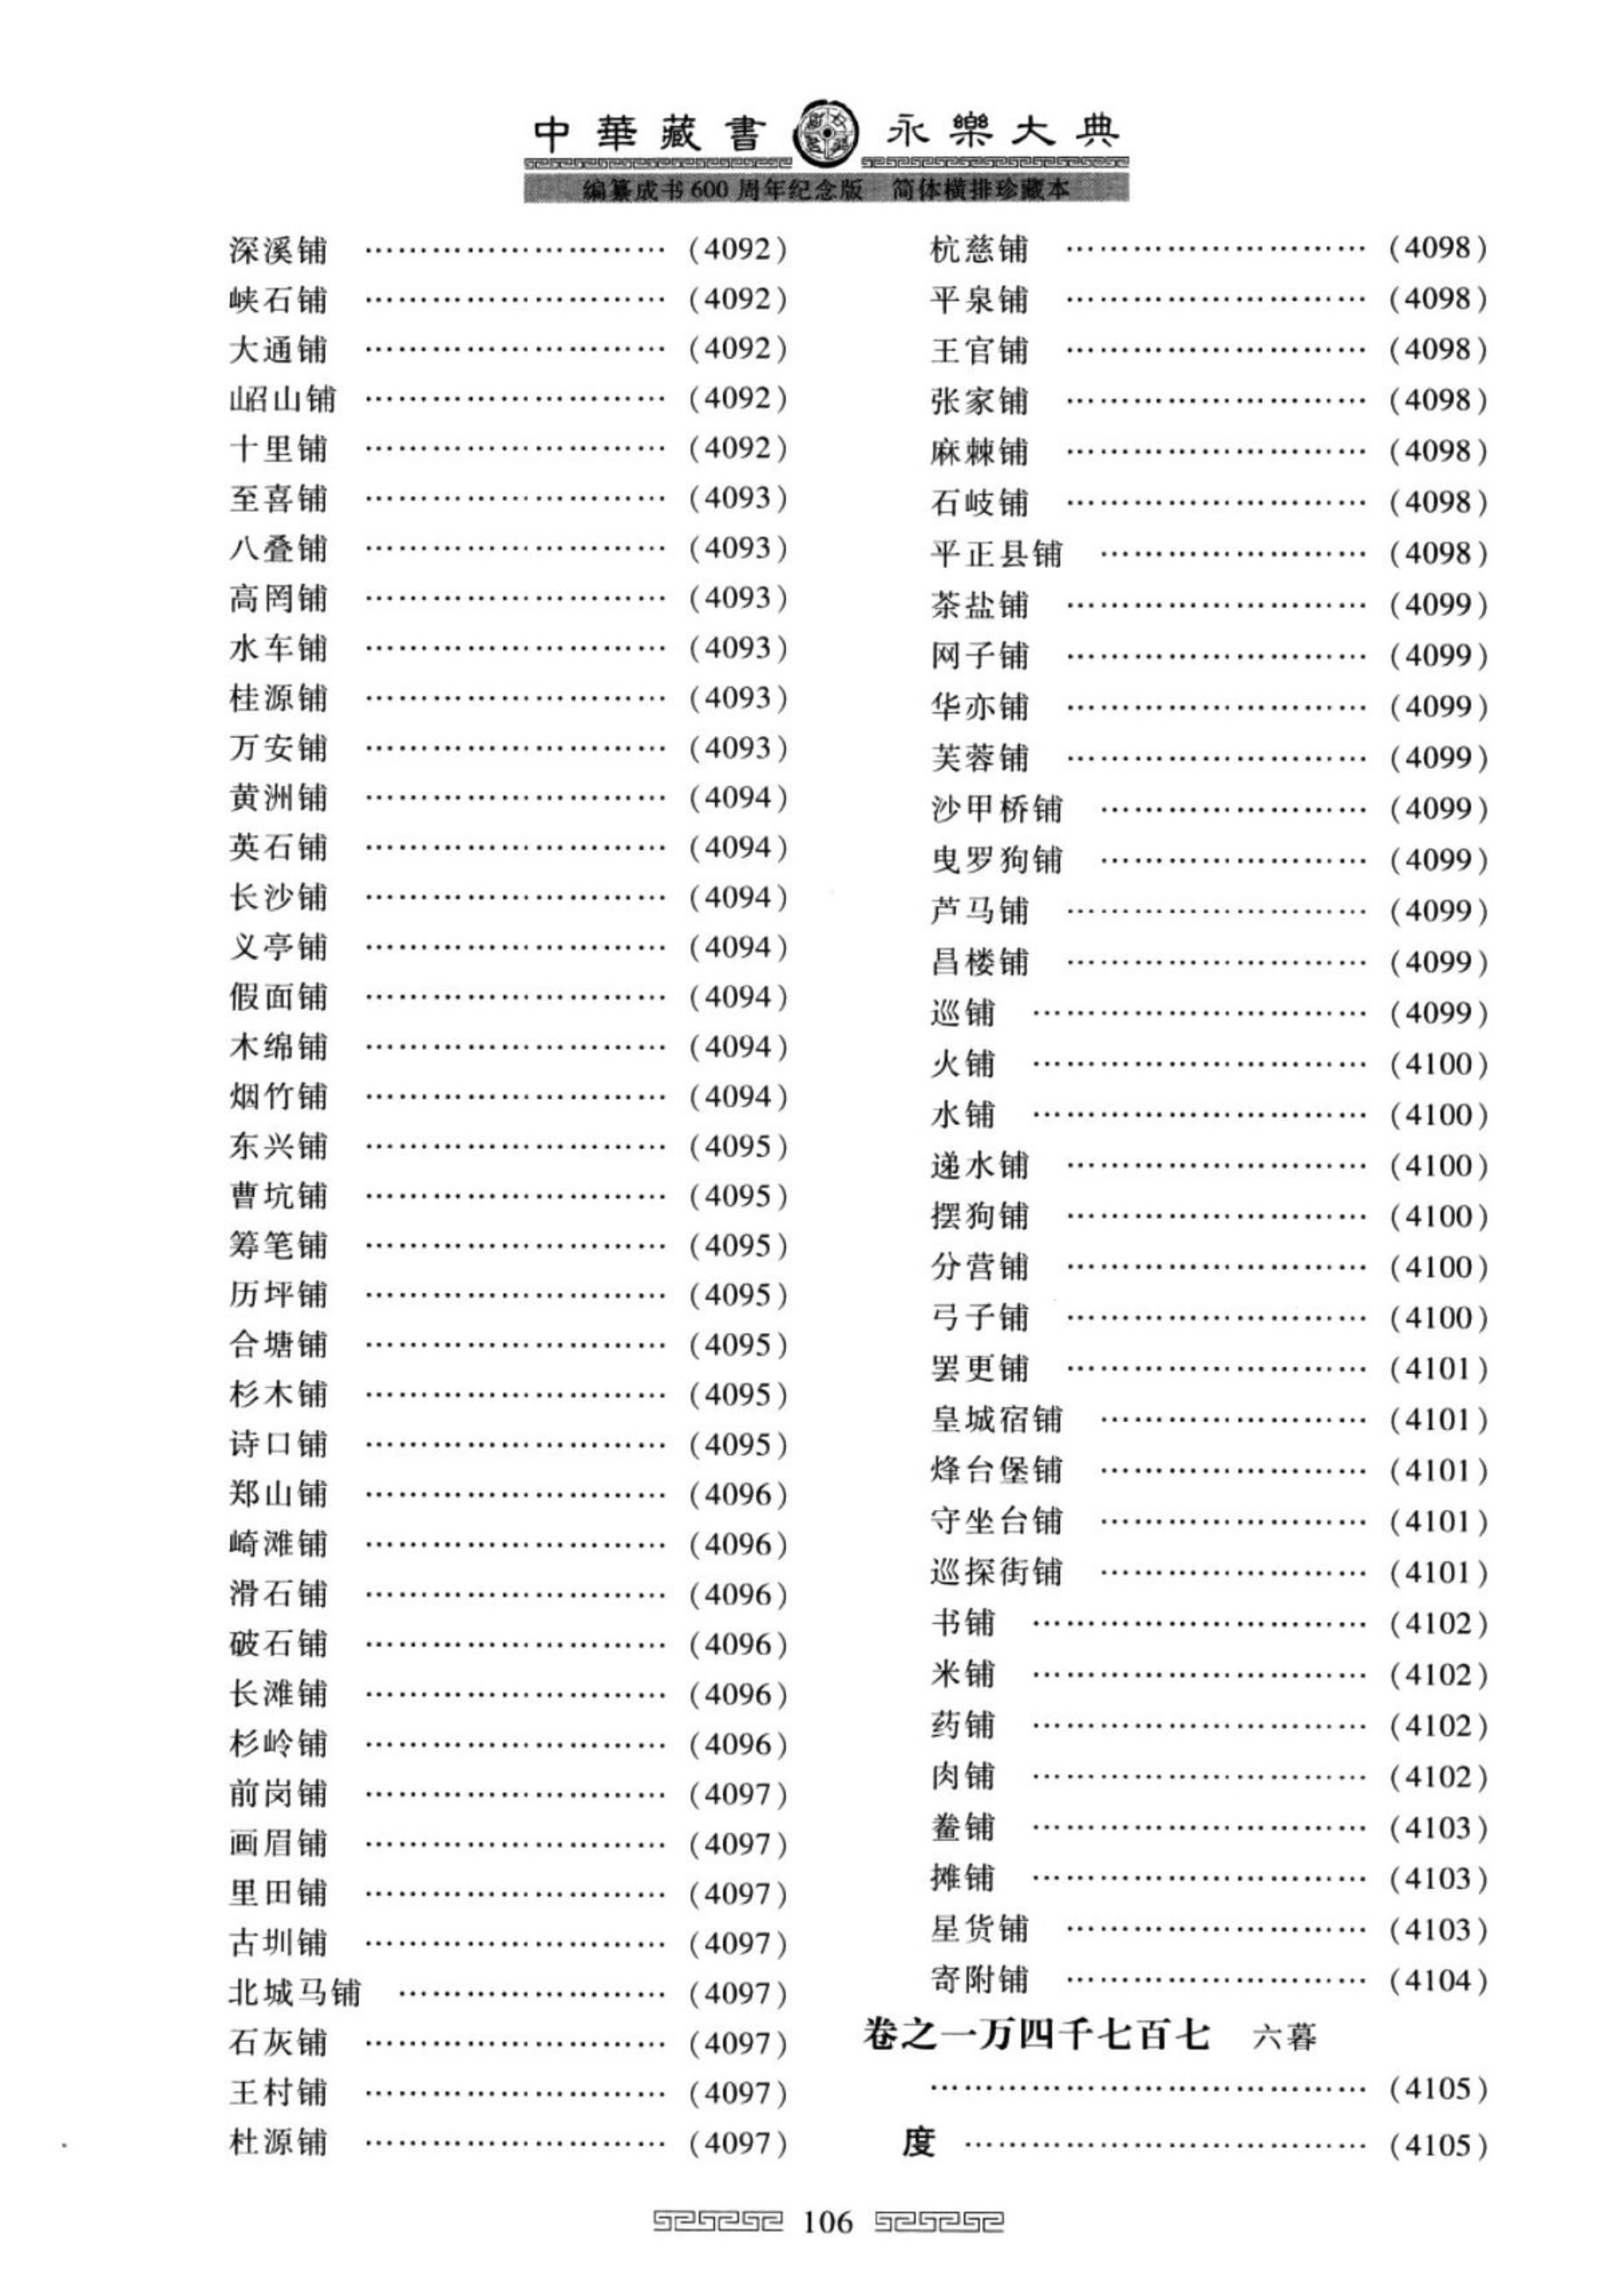 中華藏書 永樂大典
编纂成书600周年纪念版 简体横排珍藏本
深溪铺 ………………………… (4092)
峡石铺 ………………………… (4092)
大通铺 ………………………… (4092)
岹山铺 ………………………… (4092)
十里铺 ………………………… (4092)
至喜铺 ………………………… (4093)
八叠铺 ………………………… (4093)
高罔铺 ………………………… (4093)
水车铺 ………………………… (4093)
桂源铺 ………………………… (4093)
万安铺 ………………………… (4093)
黄洲铺 ………………………… (4094)
英石铺 ………………………… (4094)
长沙铺 ………………………… (4094)
义亭铺 ………………………… (4094)
假面铺 ………………………… (4094)
木绵铺 ………………………… (4094)
烟竹铺 ………………………… (4094)
东兴铺 ………………………… (4095)
曹坑铺 ………………………… (4095)
筹笔铺 ………………………… (4095)
历坪铺 ………………………… (4095)
合塘铺 ………………………… (4095)
杉木铺 ………………………… (4095)
诗口铺 ………………………… (4095)
郑山铺 ………………………… (4096)
崎滩铺 ………………………… (4096)
滑石铺 ………………………… (4096)
破石铺 ………………………… (4096)
长滩铺 ………………………… (4096)
杉岭铺 ………………………… (4096)
前岗铺 ………………………… (4097)
画眉铺 ………………………… (4097)
里田铺 ………………………… (4097)
古圳铺 ………………………… (4097)
北城马铺 ……………………… (4097)
石灰铺 ………………………… (4097)
王村铺 ………………………… (4097)
杜源铺 ………………………… (4097)
杭慈铺 ………………………… (4098)
平泉铺 ………………………… (4098)
王官铺 ………………………… (4098)
张家铺 ………………………… (4098)
麻棘铺 ………………………… (4098)
石岐铺 ………………………… (4098)
平正县铺 ……………………… (4098)
茶盐铺 ………………………… (4099)
网子铺 ………………………… (4099)
华亦铺 ………………………… (4099)
芙蓉铺 ………………………… (4099)
沙甲桥铺 ……………………… (4099)
曳罗狗铺 ……………………… (4099)
芦马铺 ………………………… (4099)
昌楼铺 ………………………… (4099)
巡铺 …………………………… (4099)
火铺 …………………………… (4100)
水铺 …………………………… (4100)
递水铺 ………………………… (4100)
摆狗铺 ………………………… (4100)
分营铺 ………………………… (4100)
弓子铺 ………………………… (4100)
罢更铺 ………………………… (4101)
皇城宿铺 ……………………… (4101)
烽台堡铺 ……………………… (4101)
守坐台铺 ……………………… (4101)
巡探街铺 ……………………… (4101)
书铺 …………………………… (4102)
米铺 …………………………… (4102)
药铺 …………………………… (4102)
肉铺 …………………………… (4102)
鲞铺 …………………………… (4103)
摊铺 …………………………… (4103)
星货铺 ………………………… (4103)
寄附铺 ………………………… (4104)
卷之一万四千七百七 六暮
…………………………………… (4105)
度 ………………………………… (4105)
106